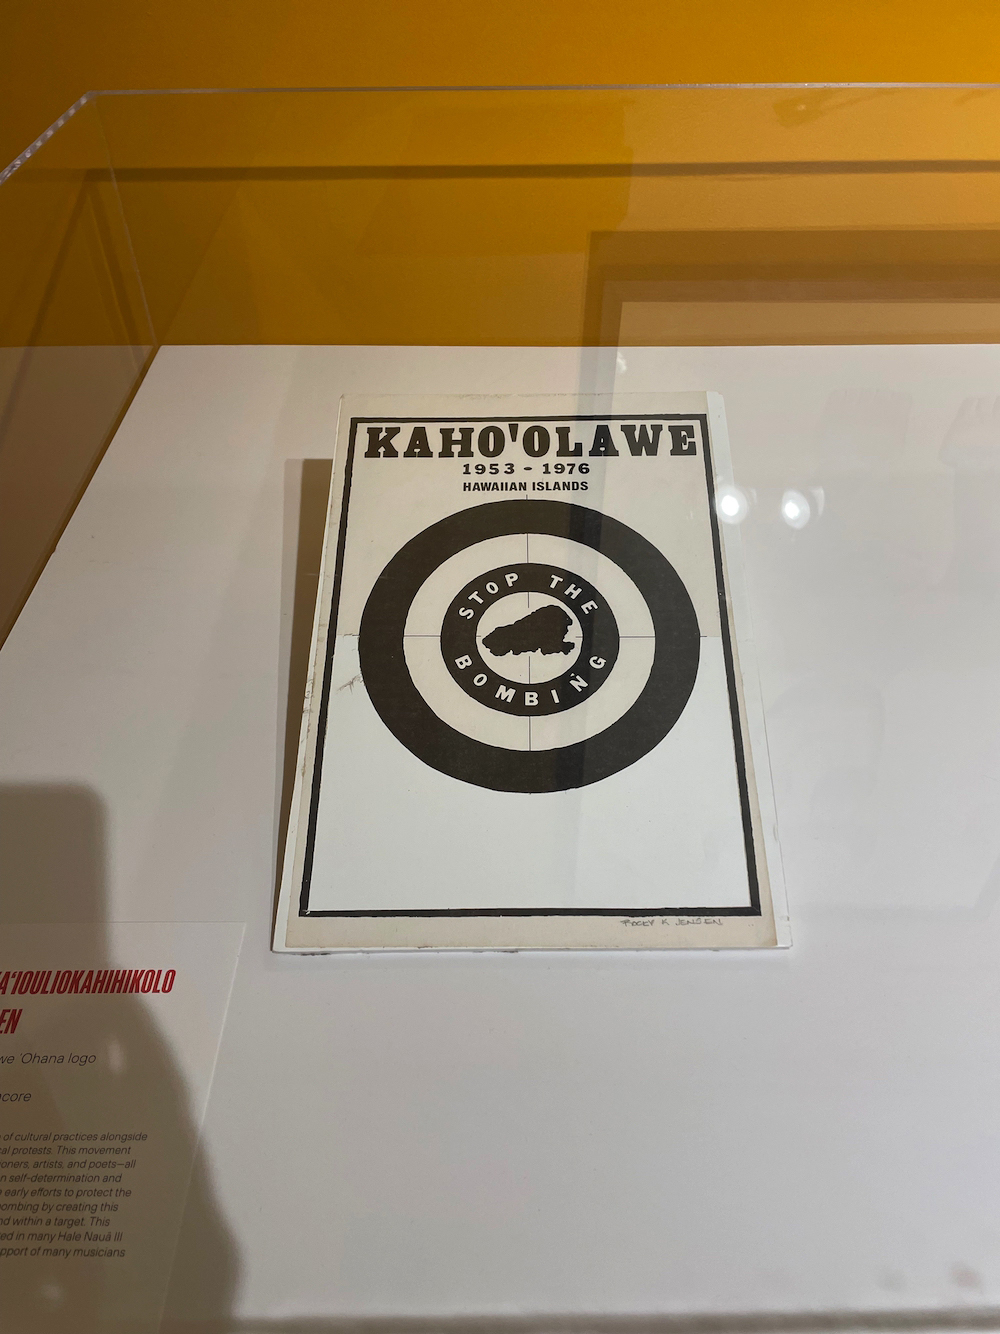 KAHO'OLAWE
1953 - 1976
HAWAIIAN ISLANDS
STOP THE
BOMBING
ROCKY K JENSEN
A‘IOULIOKAHIHIKOLO
EN
we ‘Ohana logo
core
of cultural practices alongside
cal protests. This movement
ioners, artists, and poets—all
n self-determination and
e early efforts to protect the
bombing by creating this
nd within a target. This
ed in many Hale Nauā III
pport of many musicians